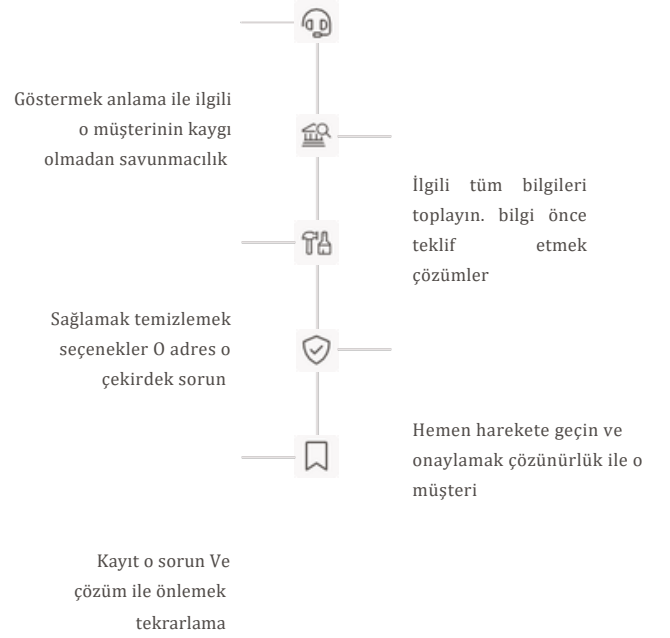 Göstermek anlama ile ilgili
o müşterinin kaygı
olmadan savunmacılık
İlgili tüm bilgileri
toplayın. bilgi önce
teklif etmek
çözümler
Sağlamak temizlemek
seçenekler O adres o
çekirdek sorun
Hemen harekete geçin ve
onaylamak çözünürlük ile o
müşteri
Kayıt o sorun Ve
çözüm ile önlemek
tekrarlama